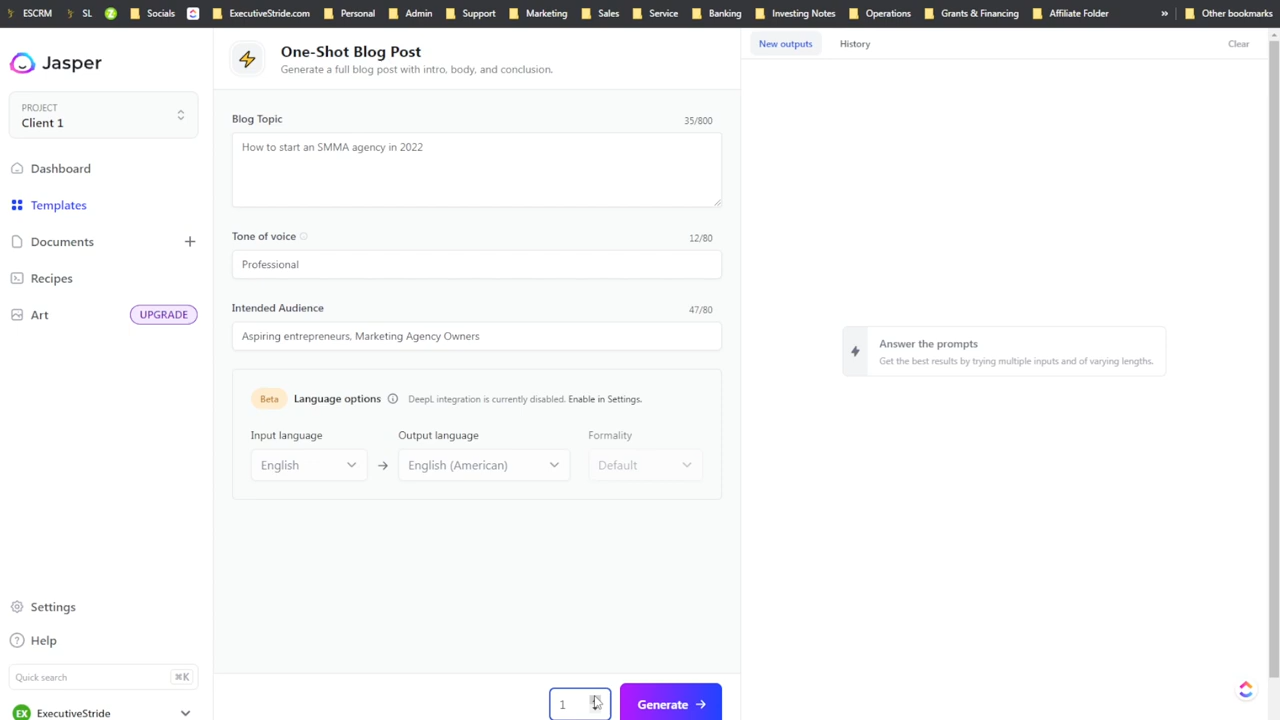 ESCRM SL Socials ExecutiveStride.com Personal Admin Support Marketing Sales Service Banking Investing Notes Operations Grants & Financing Affiliate Folder » Other bookmarks
Jasper
PROJECT
Client 1
Dashboard
Templates
Documents +
Recipes
Art UPGRADE
Settings
Help
Quick search ⌘K
EX ExecutiveStride
One-Shot Blog Post
Generate a full blog post with intro, body, and conclusion.
Blog Topic 35/800
How to start an SMMA agency in 2022
Tone of voice 12/80
Professional
Intended Audience 47/80
Aspiring entrepreneurs, Marketing Agency Owners
Beta Language options DeepL integration is currently disabled. Enable in Settings.
Input language Output language Formality
English → English (American) Default
1 Generate →
New outputs History Clear
Answer the prompts
Get the best results by trying multiple inputs and of varying lengths.